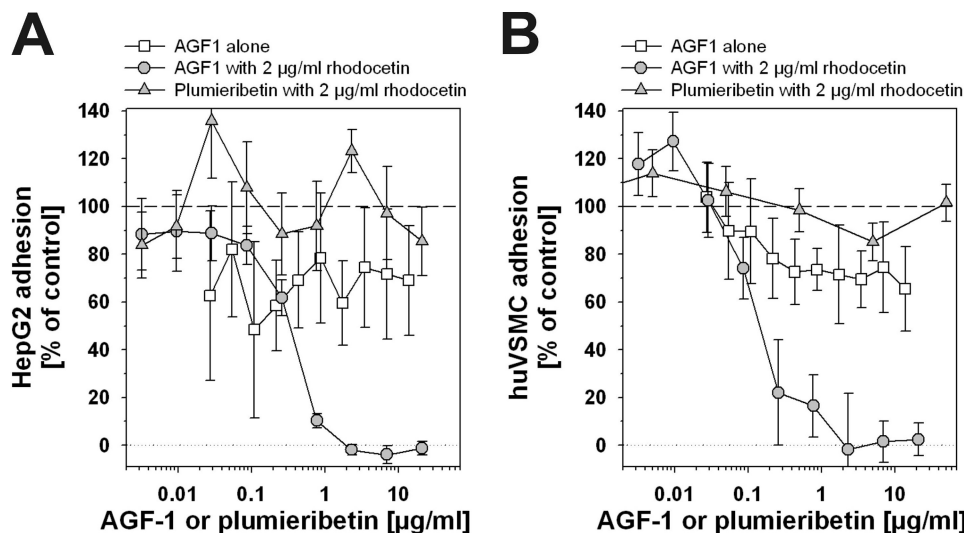 A
AGF1 alone
AGF1 with 2 µg/ml rhodocetin
Plumieribetin with 2 µg/ml rhodocetin
HepG2 adhesion
[% of control]
140
120
100
80
60
40
20
0
0.01
0.1
1
10
AGF-1 or plumieribetin [µg/ml]
B
AGF1 alone
AGF1 with 2 µg/ml rhodocetin
Plumieribetin with 2 µg/ml rhodocetin
huVSMC adhesion
[% of control]
140
120
100
80
60
40
20
0
0.01
0.1
1
10
AGF-1 or plumieribetin [µg/ml]